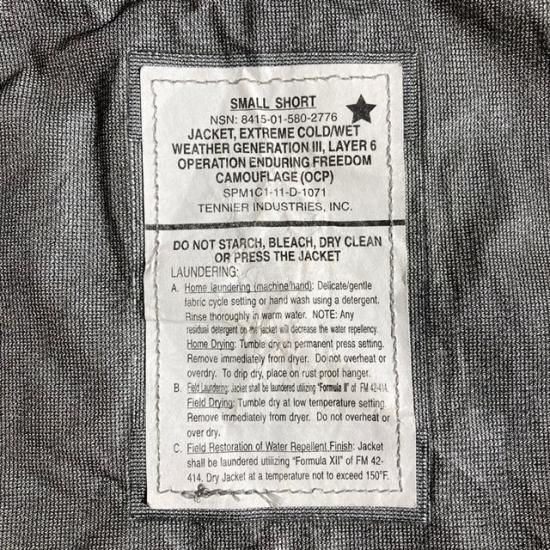 SMALL SHORT
NSN: 8415-01-580-2776
JACKET, EXTREME COLD/WET
WEATHER GENERATION III, LAYER 6
OPERATION ENDURING FREEDOM
CAMOUFLAGE (OCP)
SPM1C1-11-D-1071
TENNIER INDUSTRIES, INC.
DO NOT STARCH, BLEACH, DRY CLEAN
OR PRESS THE JACKET
LAUNDERING:
A. Home laundering (machine/hand): Delicate/gentle
fabric cycle setting or hand wash using a detergent.
Rinse thoroughly in warm water. NOTE: Any
residual detergent on the jacket will decrease the water repellency.
Home Drying: Tumble dry on permanent press setting.
Remove immediately from dryer. Do not overheat or
overdry. To drip dry, place on rust proof hanger.
B. Field Laundering: Jacket shall be laundered utilizing "Formula II" of FM 42-414.
Field Drying: Tumble dry at low temperature setting.
Remove immediately from dryer. Do not overheat or
over dry.
C. Field Restoration of Water Repellent Finish: Jacket
shall be laundered utilizing "Formula XII" of FM 42-
414. Dry Jacket at a temperature not to exceed 150°F.